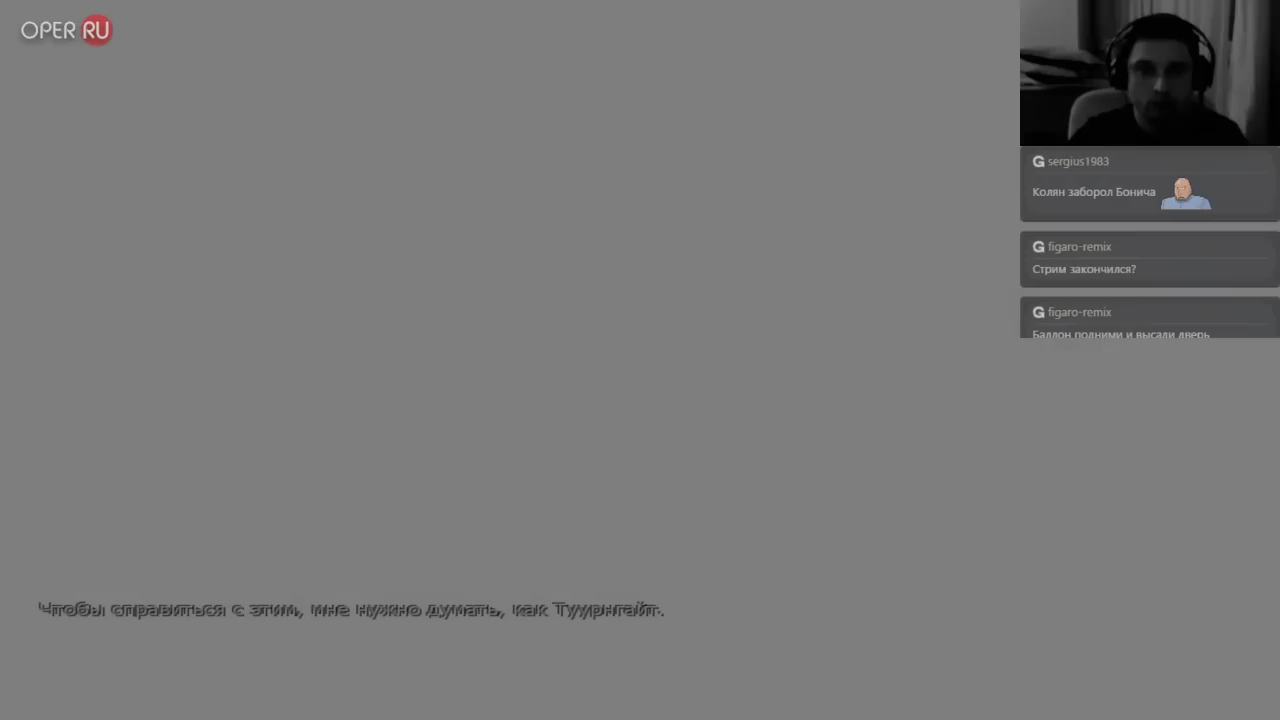 OPER RU
G sergius1983
Колян заборол Бонича
G figaro-remix
Стрим закончился?
G figaro-remix
Баллон подними и высади дверь
Чтобы справиться с этим, мне нужно думать, как Туурнгайт.